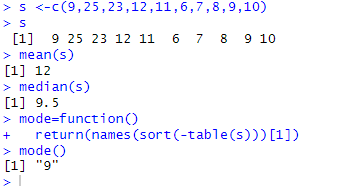 > s <-c(9,25,23,12,11,6,7,8,9,10)
> s
[1]  9 25 23 12 11  6  7  8  9 10
> mean(s)
[1] 12
> median(s)
[1] 9.5
> mode=function()
+   return(names(sort(-table(s)))[1])
> mode()
[1] "9"
>